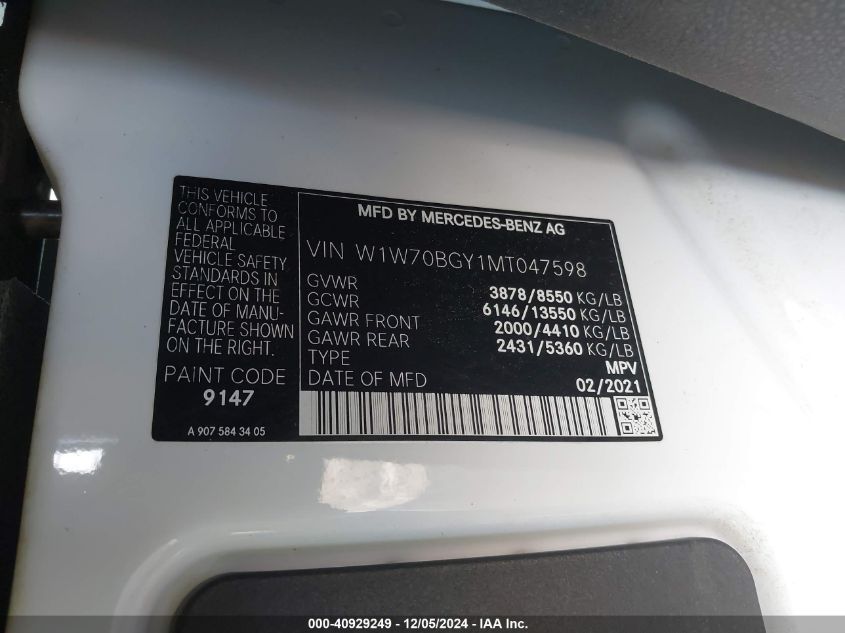 THIS VEHICLE
CONFORMS TO
ALL APPLICABLE
FEDERAL
VEHICLE SAFETY
STANDARDS IN
EFFECT ON THE
DATE OF MANU-
FACTURE SHOWN
ON THE RIGHT.
PAINT CODE
9147
A 907 584 34 05
MFD BY MERCEDES-BENZ AG
VIN W1W70BGY1MT047598
GVWR 3878/8550 KG/LB
GCWR 6146/13550 KG/LB
GAWR FRONT 2000/4410 KG/LB
GAWR REAR 2431/5360 KG/LB
TYPE MPV
DATE OF MFD 02/2021
000-40929249 - 12/05/2024 - IAA Inc.